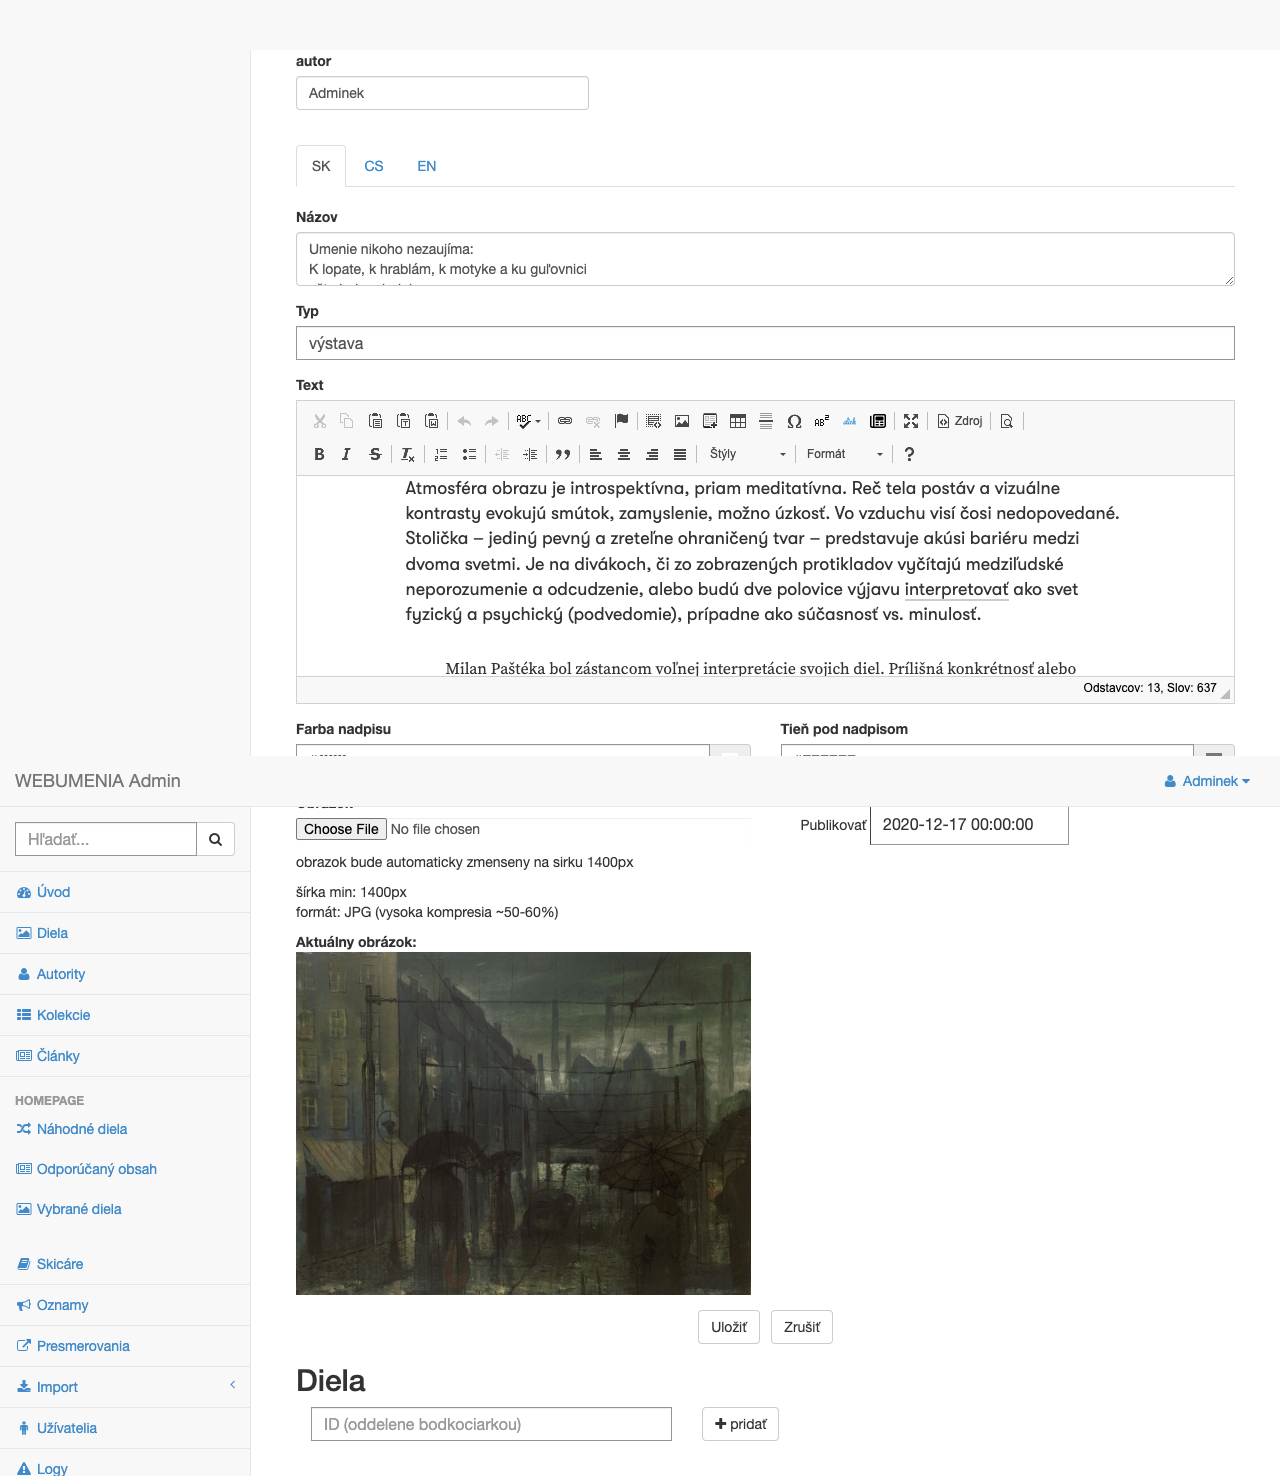 autor
Adminek
SK CS EN
Názov
Umenie nikoho nezaujíma:
K lopate, k hrablám, k motyke a ku guľovnici
Typ
výstava
Text
ABC AB² Zdroj
B I S Štýly Formát ?
Atmosféra obrazu je introspektívna, priam meditatívna. Reč tela postáv a vizuálne
kontrasty evokujú smútok, zamyslenie, možno úzkosť. Vo vzduchu visí čosi nedopovedané.
Stolička – jediný pevný a zreteľne ohraničený tvar – predstavuje akúsi bariéru medzi
dvoma svetmi. Je na divákoch, či zo zobrazených protikladov vyčítajú medziľudské
neporozumenie a odcudzenie, alebo budú dve polovice výjavu interpretovať ako svet
fyzický a psychický (podvedomie), prípadne ako súčasnosť vs. minulosť.
Milan Paštéka bol zástancom voľnej interpretácie svojich diel. Prílišná konkrétnosť alebo
Odstavcov: 13, Slov: 637
Farba nadpisu
Tieň pod nadpisom
WEBUMENIA Admin
Adminek
Hľadať...
Úvod
Diela
Autority
Kolekcie
Články
HOMEPAGE
Náhodné diela
Odporúčaný obsah
Vybrané diela
Skicáre
Oznamy
Presmerovania
Import
Užívatelia
Logy
Choose File No file chosen
Publikovať 2020-12-17 00:00:00
obrazok bude automaticky zmenseny na sirku 1400px
šírka min: 1400px
formát: JPG (vysoka kompresia ~50-60%)
Aktuálny obrázok:
Uložiť Zrušiť
Diela
ID (oddelene bodkociarkou)
pridať